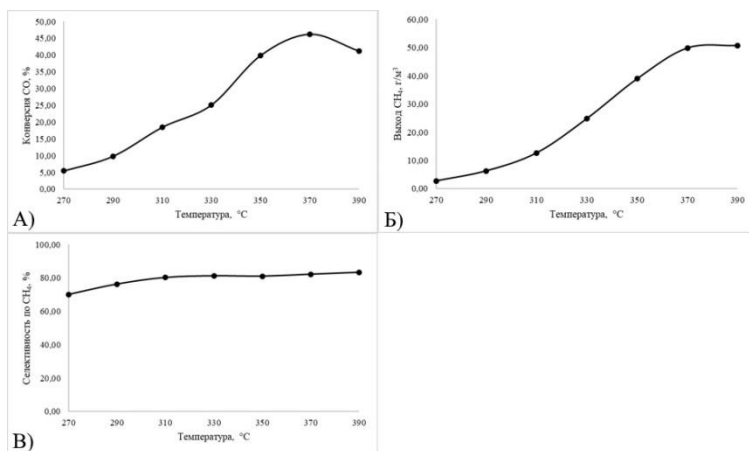 Конверсия CO, %
50,00
45,00
40,00
35,00
30,00
25,00
20,00
15,00
10,00
5,00
0,00
270 290 310 330 350 370 390
Температура, °C
А)
Выход CH₄, г/м³
60,00
50,00
40,00
30,00
20,00
10,00
0,00
270 290 310 330 350 370 390
Температура, °C
Б)
Селективность по CH₄, %
100,00
80,00
60,00
40,00
20,00
0,00
270 290 310 330 350 370 390
Температура, °C
В)